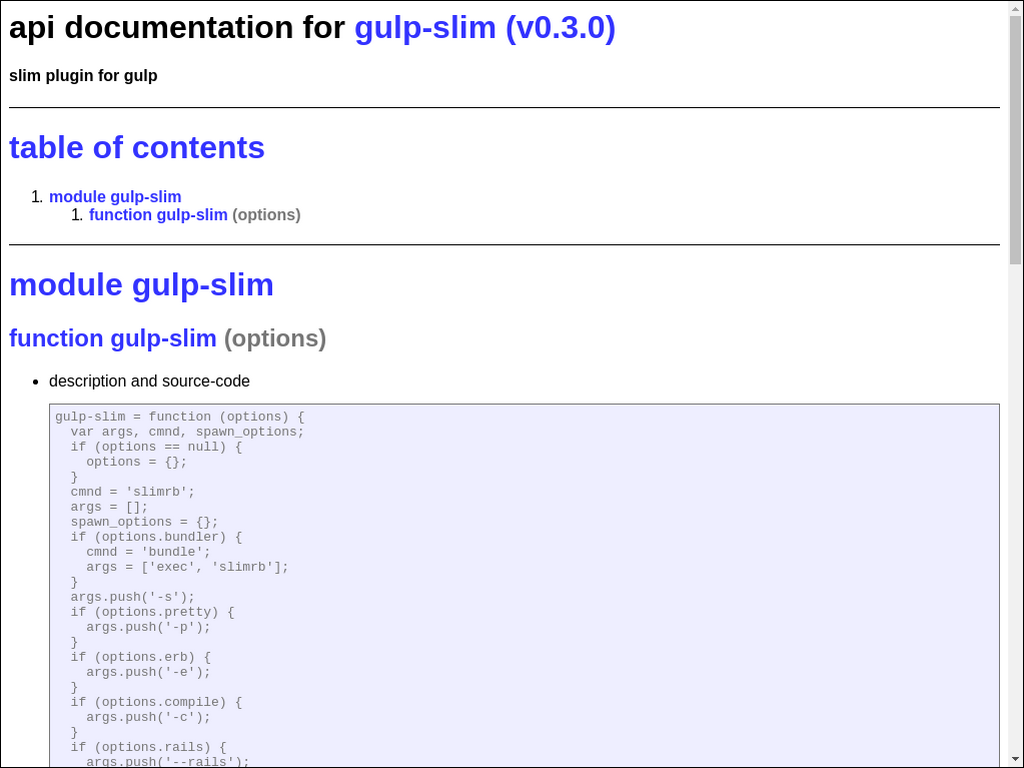 api documentation for gulp-slim (v0.3.0)
slim plugin for gulp
table of contents
1. module gulp-slim
1. function gulp-slim (options)
module gulp-slim
function gulp-slim (options)
• description and source-code
gulp-slim = function (options) {
  var args, cmnd, spawn_options;
  if (options == null) {
    options = {};
  }
  cmnd = 'slimrb';
  args = [];
  spawn_options = {};
  if (options.bundler) {
    cmnd = 'bundle';
    args = ['exec', 'slimrb'];
  }
  args.push('-s');
  if (options.pretty) {
    args.push('-p');
  }
  if (options.erb) {
    args.push('-e');
  }
  if (options.compile) {
    args.push('-c');
  }
  if (options.rails) {
    args.push('--rails');